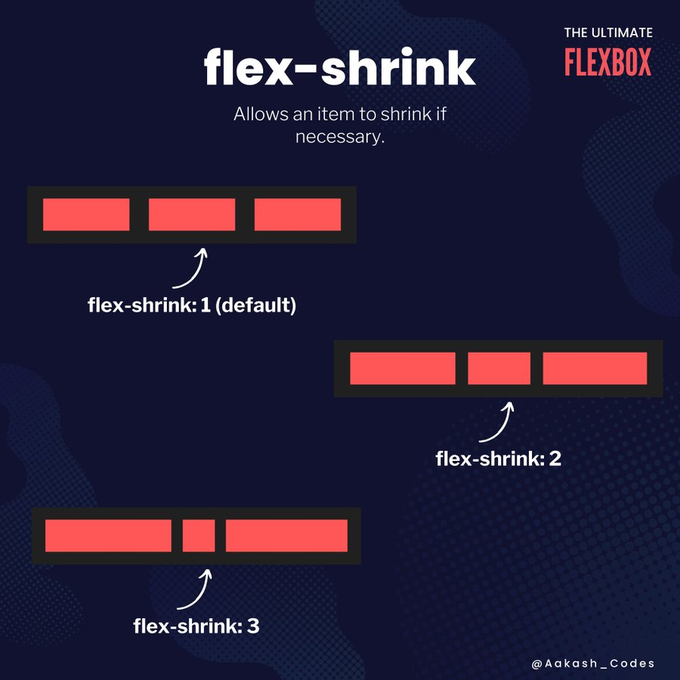 THE ULTIMATE
FLEXBOX
flex-shrink
Allows an item to shrink if
necessary.
flex-shrink: 1 (default)
flex-shrink: 2
flex-shrink: 3
@Aakash_Codes